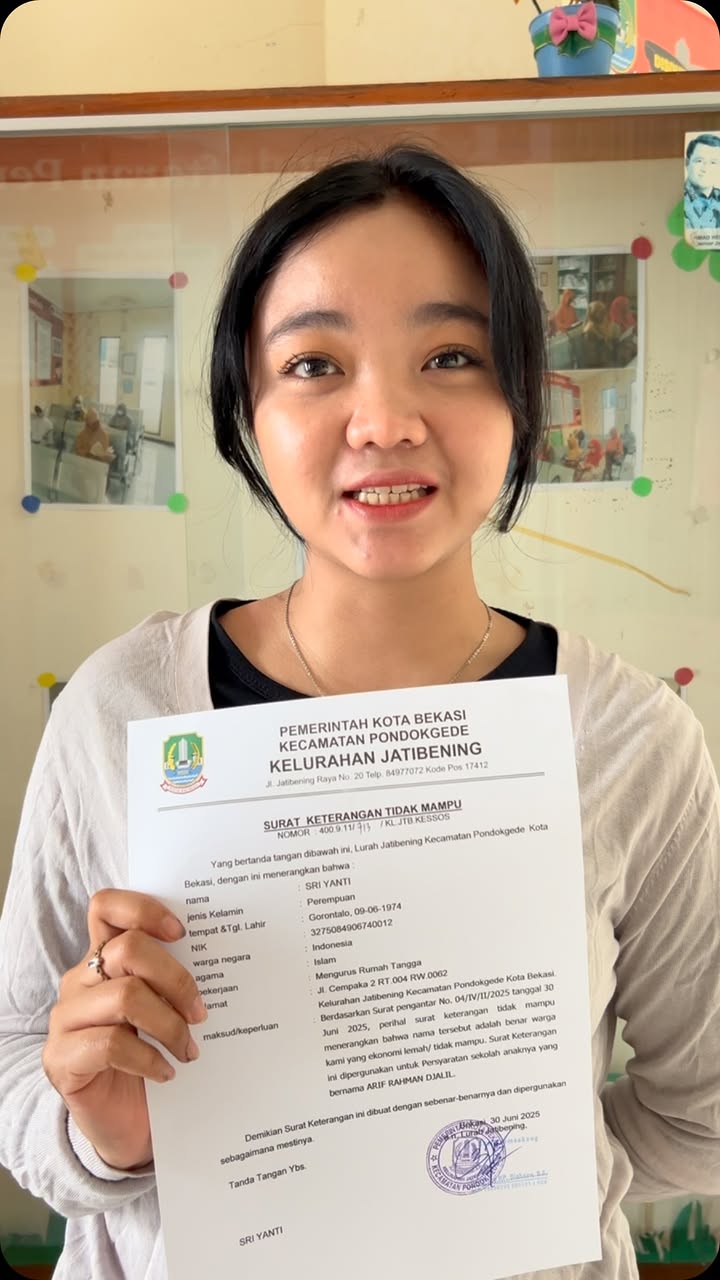 PEMERINTAH KOTA BEKASI
KECAMATAN PONDOKGEDE
KELURAHAN JATIBENING
Jl. Jatibening Raya No. 20 Telp. 84977072 Kode Pos 17412
SURAT KETERANGAN TIDAK MAMPU
NOMOR : 400.9.11/713 / KL.JTB.KESSOS
Yang bertanda tangan dibawah ini, Lurah Jatibening Kecamatan Pondokgede Kota
Bekasi, dengan ini menerangkan bahwa :
nama : SRI YANTI
jenis Kelamin : Perempuan
tempat &Tgl. Lahir : Gorontalo, 09-06-1974
NIK : 3275084906740012
warga negara : Indonesia
agama : Islam
pekerjaan : Mengurus Rumah Tangga
alamat : Jl. Cempaka 2 RT.004 RW.0062
Kelurahan Jatibening Kecamatan Pondokgede Kota Bekasi.
maksud/keperluan : Berdasarkan Surat pengantar No. 04/IV/II/2025 tanggal 30
Juni 2025, perihal surat keterangan tidak mampu
menerangkan bahwa nama tersebut adalah benar warga
kami yang ekonomi lemah/ tidak mampu. Surat Keterangan
ini dipergunakan untuk Persyaratan sekolah anaknya yang
bernama ARIF RAHMAN DJALIL.
Demikian Surat Keterangan ini dibuat dengan sebenar-benarnya dan dipergunakan
sebagaimana mestinya.
Bekasi, 30 Juni 2025
Lurah Jatibening,
Tanda Tangan Ybs.
KECAMATAN PONDOKGEDE
SRI YANTI